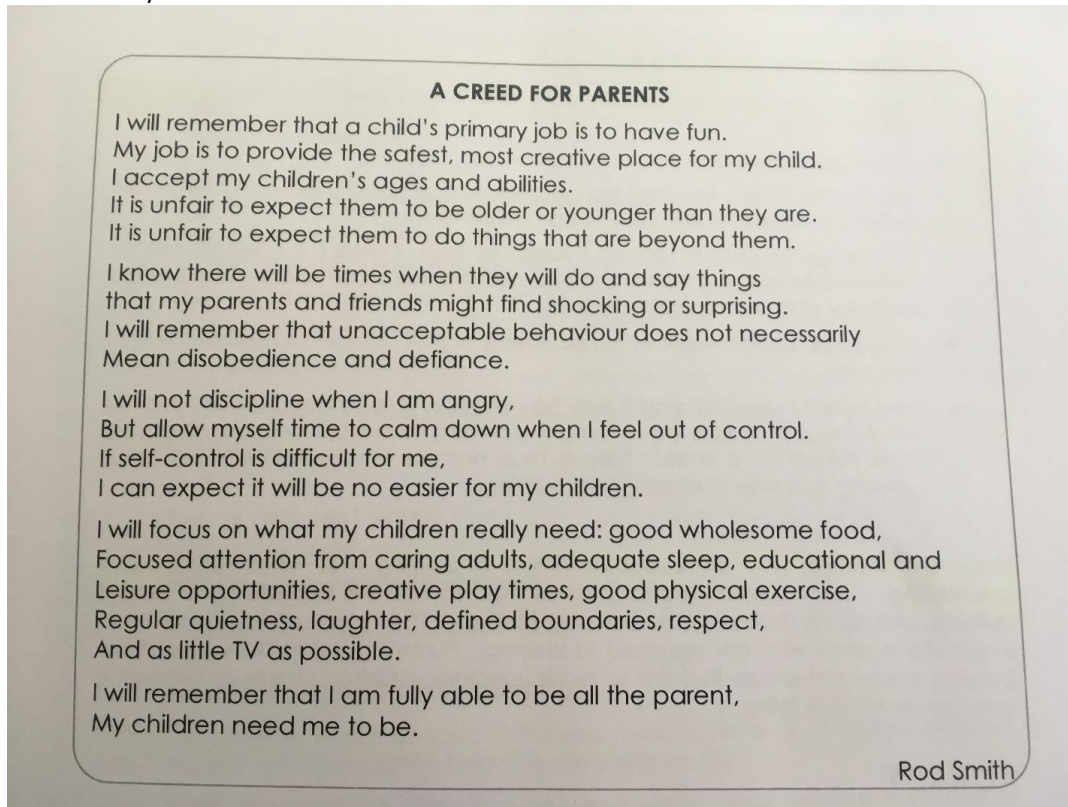 A CREED FOR PARENTS
I will remember that a child's primary job is to have fun.
My job is to provide the safest, most creative place for my child.
I accept my children's ages and abilities.
It is unfair to expect them to be older or younger than they are.
It is unfair to expect them to do things that are beyond them.
I know there will be times when they will do and say things
that my parents and friends might find shocking or surprising.
I will remember that unacceptable behaviour does not necessarily
Mean disobedience and defiance.
I will not discipline when I am angry,
But allow myself time to calm down when I feel out of control.
If self-control is difficult for me,
I can expect it will be no easier for my children.
I will focus on what my children really need: good wholesome food,
Focused attention from caring adults, adequate sleep, educational and
Leisure opportunities, creative play times, good physical exercise,
Regular quietness, laughter, defined boundaries, respect,
And as little TV as possible.
I will remember that I am fully able to be all the parent,
My children need me to be.
Rod Smith